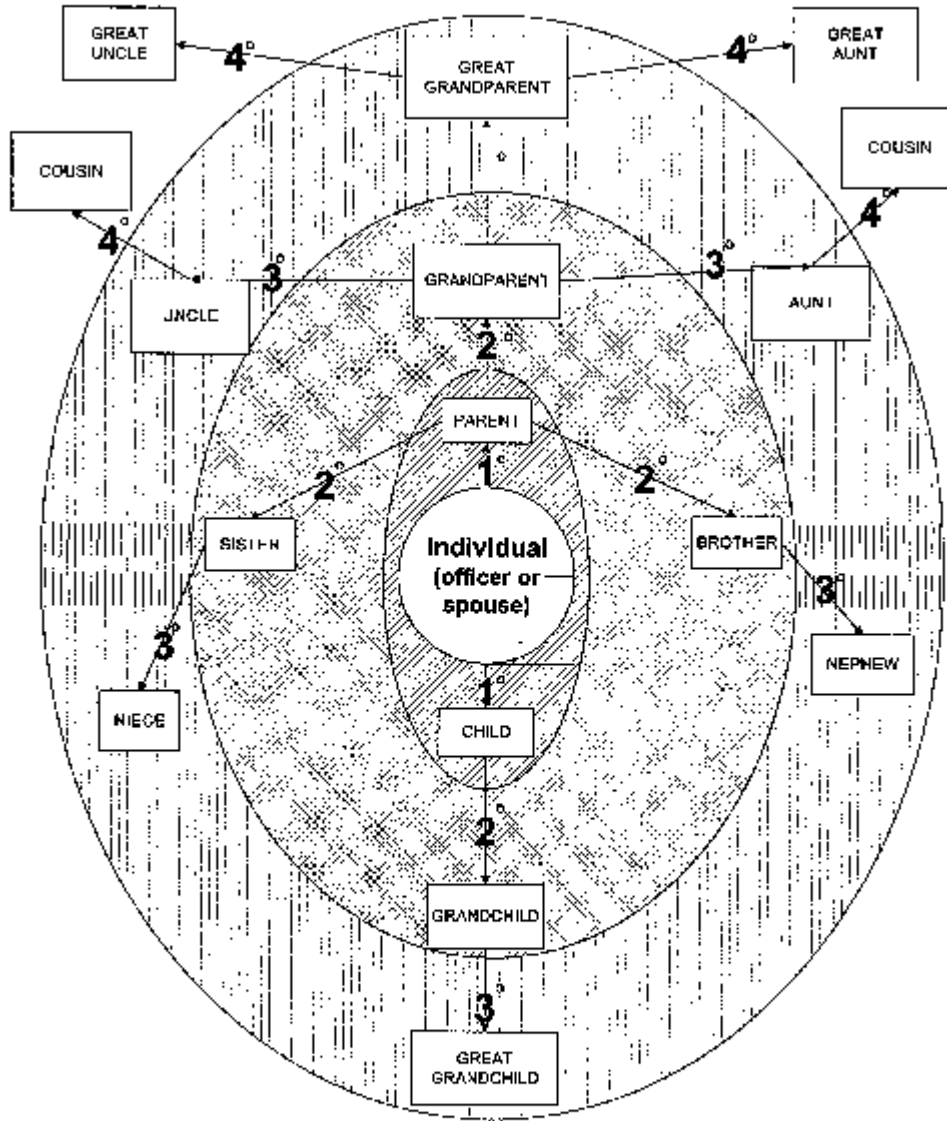 GREAT
UNCLE
4°
GREAT
GRANDPARENT
4°
GREAT
AUNT
COUSIN
°
COUSIN
4°
4°
3°
GRANDPARENT
3°
UNCLE
AUNT
2°
PARENT
2°
1°
2°
SISTER
Individual
(officer or
spouse)
BROTHER
3°
3°
NIECE
1°
NEPHEW
CHILD
2°
GRANDCHILD
3°
GREAT
GRANDCHILD